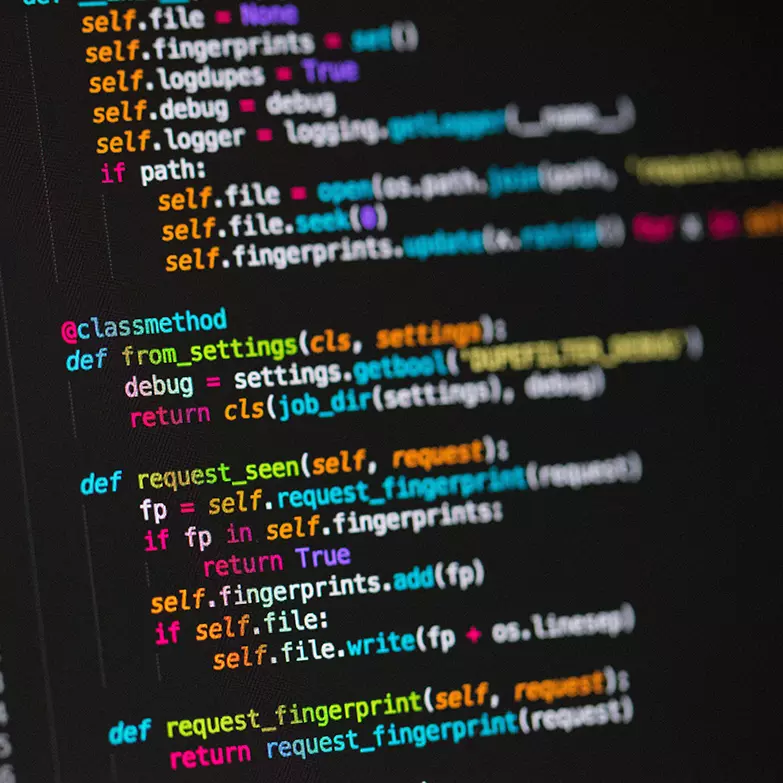 self.file = None
self.fingerprints = set()
self.logdupes = True
self.debug = debug
self.logger = logging.getLogger(__name__)
if path:
self.file = open(os.path.join(path, 'requests.
self.file.seek(0)
self.fingerprints.update(x.rstrip() for x in
@classmethod
def from_settings(cls, settings):
debug = settings.getbool("DUPEFILTER_DEBUG")
return cls(job_dir(settings), debug)
def request_seen(self, request):
fp = self.request_fingerprint(request)
if fp in self.fingerprints:
return True
self.fingerprints.add(fp)
if self.file:
self.file.write(fp + os.linesep)
def request_fingerprint(self, request):
return request_fingerprint(request)